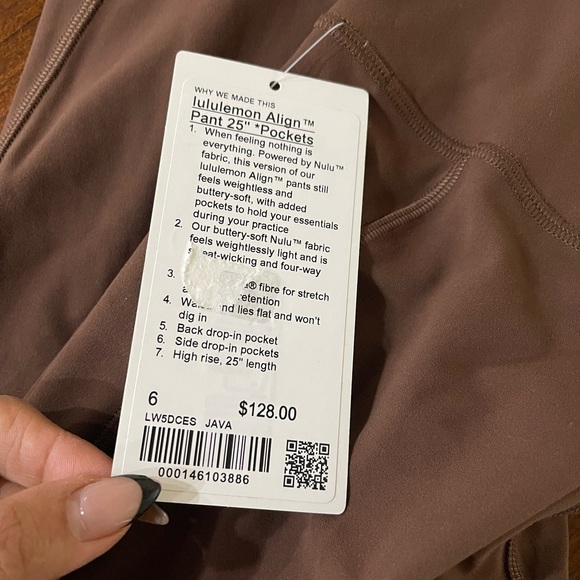 WHY WE MADE THIS
lululemon Align™
Pant 25" *Pockets
1. When feeling nothing is
everything. Powered by Nulu™
fabric, this version of our
lululemon Align™ pants still
feels weightless and
buttery-soft, with added
pockets to hold your essentials
during your practice
2. Our buttery-soft Nulu™ fabric
feels weightlessly light and is
eat-wicking and four-way
3. ® fibre for stretch
retention
4. lies flat and won't
dig in
5. Back drop-in pocket
6. Side drop-in pockets
7. High rise, 25" length
6 $128.00
LW5DCES JAVA
000146103886